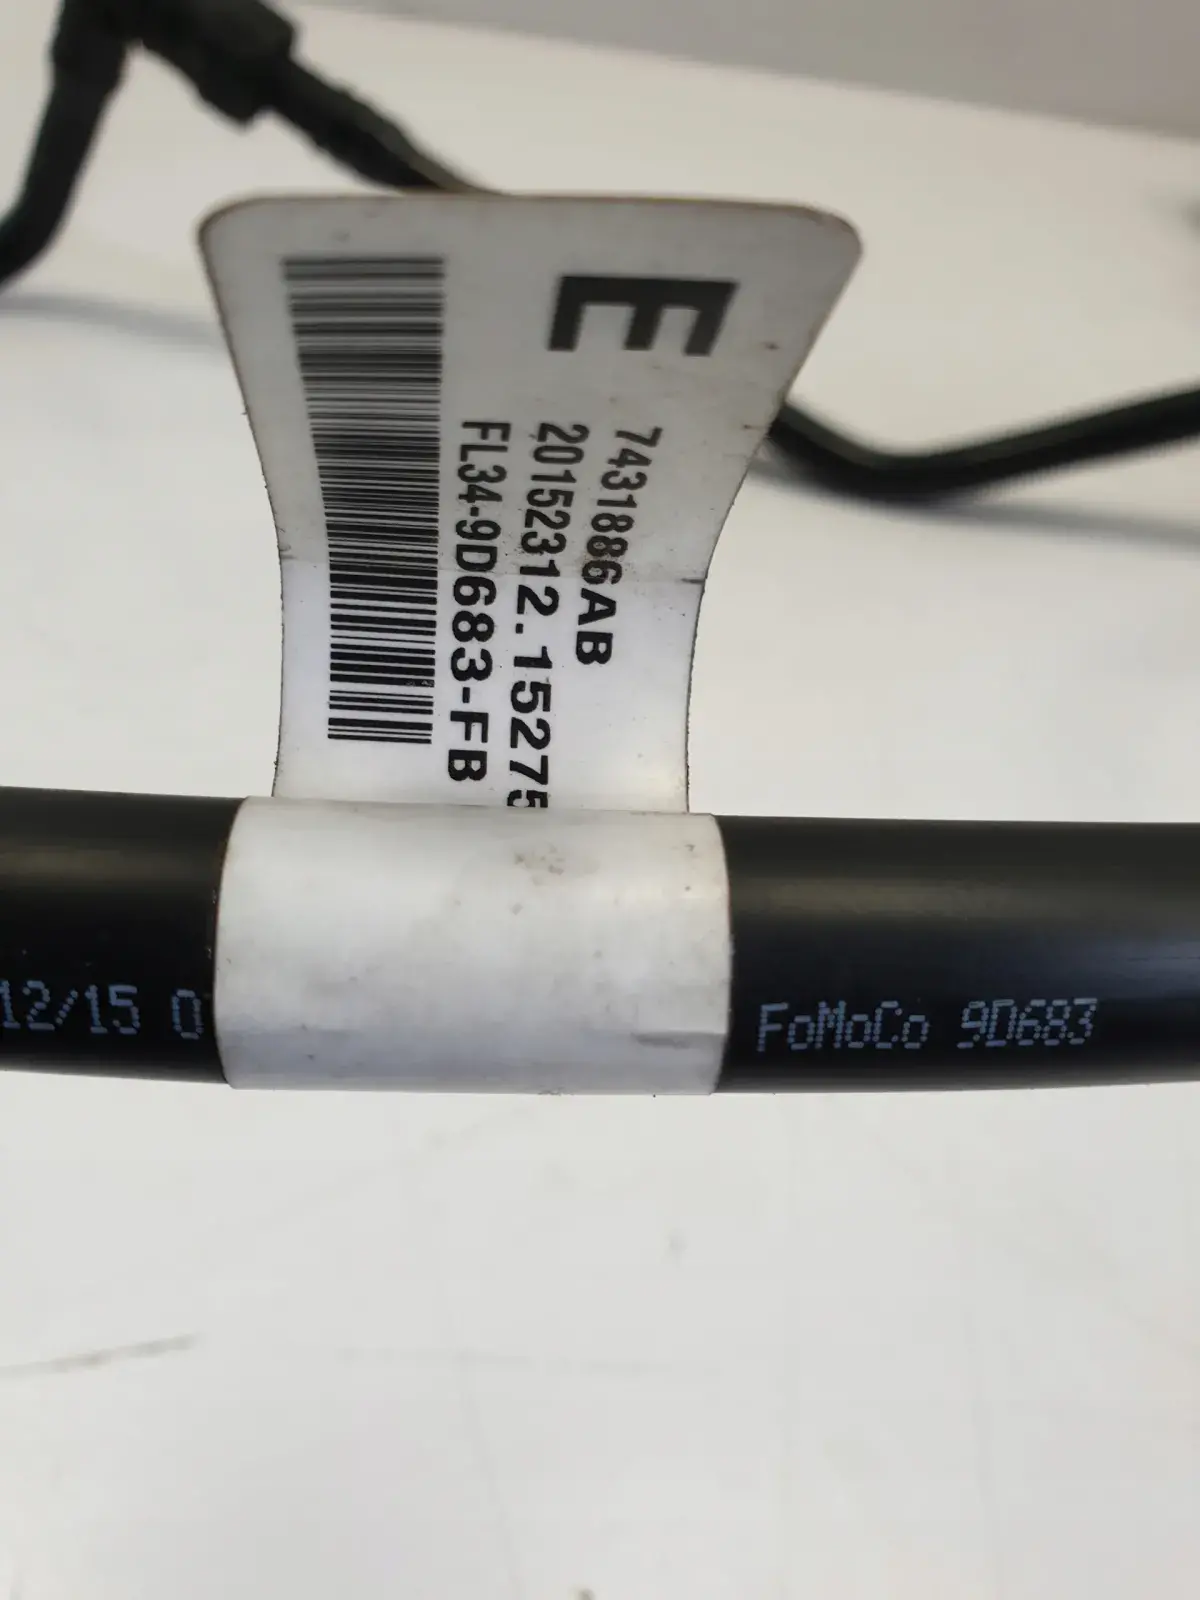 E
7431886AB
20152312.15275
FL34-9D683-FB
12/15 0
FoMoCo 9D683